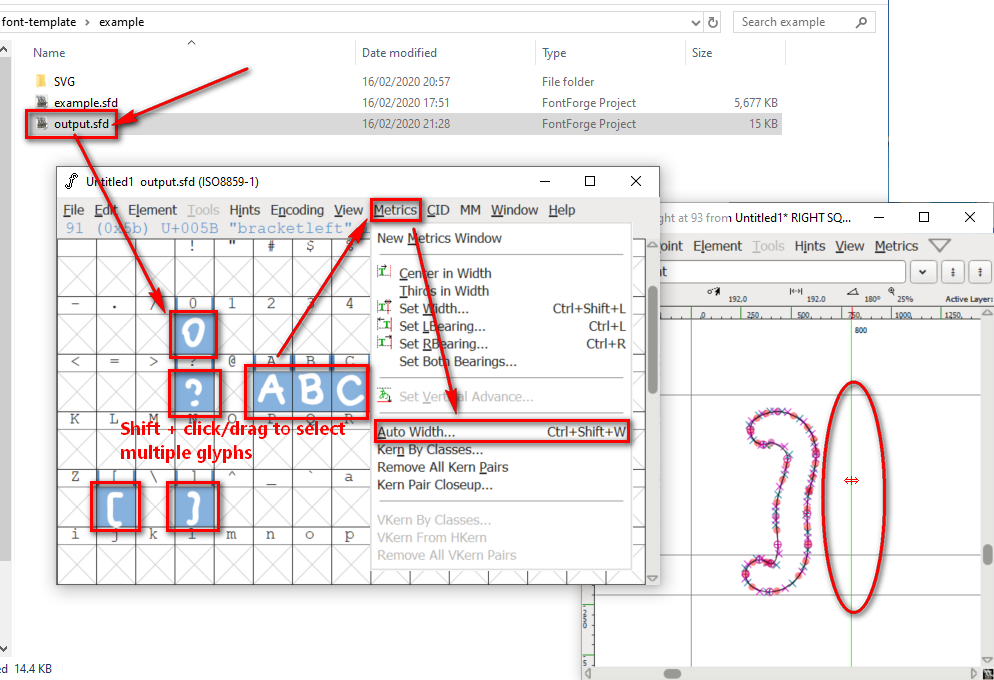 font-template > example
Search example
Name Date modified Type Size
SVG 16/02/2020 20:57 File folder
example.sfd 16/02/2020 17:51 FontForge Project 5,677 KB
output.sfd 16/02/2020 21:28 FontForge Project 15 KB
Untitled1 output.sfd (ISO8859-1)
File Edit Element Tools Hints Encoding View Metrics CID MM Window Help
91 (0x5b) U+005B "bracketleft"
! " # $ %
- . / 0 1 2 3 4
0
< = > ? @ A B C
? A B C
K L M N O P Q R
Shift + click/drag to select
multiple glyphs
Z [ \ ] ^ _ ` a
[ ]
i j k l m n o p
New Metrics Window
Center in Width
Thirds in Width
Set Width... Ctrl+Shift+L
Set LBearing... Ctrl+L
Set RBearing... Ctrl+R
Set Both Bearings...
Set Vertical Advance...
Auto Width... Ctrl+Shift+W
Kern By Classes...
Remove All Kern Pairs
Kern Pair Closeup...
VKern By Classes...
VKern From HKern
Remove All VKern Pairs
ght at 93 from Untitled1* RIGHT SQ...
oint Element Tools Hints View Metrics
nt
192.0 192.0 180° 25% Active Layer:
0 250 500 750 1000 1250
800
ed 14.4 KB